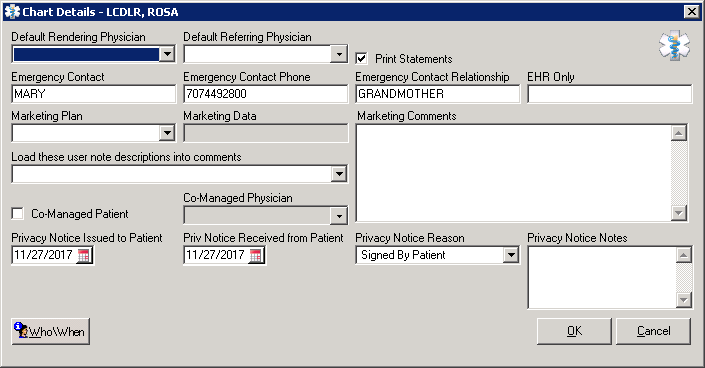 Chart Details - LCDLR, ROSA
Default Rendering Physician
Default Referring Physician
Print Statements
Emergency Contact
Emergency Contact Phone
Emergency Contact Relationship
EHR Only
MARY
7074492800
GRANDMOTHER
Marketing Plan
Marketing Data
Marketing Comments
Load these user note descriptions into comments
Co-Managed Physician
Co-Managed Patient
Privacy Notice Issued to Patient
Priv Notice Received from Patient
Privacy Notice Reason
Privacy Notice Notes
11/27/2017
11/27/2017
Signed By Patient
Who\When
OK
Cancel